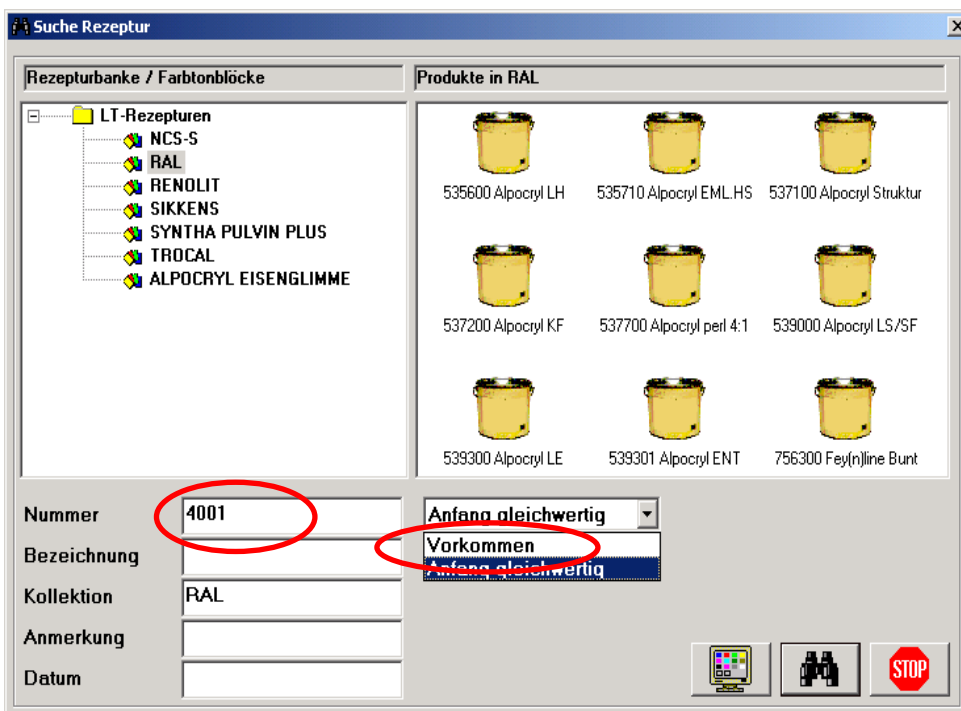 Suche Rezeptur
Rezepturbanke / Farbtonblöcke
Produkte in RAL
LT-Rezepturen
NCS-S
RAL
RENOLIT
SIKKENS
SYNTHA PULVIN PLUS
TROCAL
ALPOCRYL EISENGLIMME
535600 Alpocryl LH
535710 Alpocryl EML.HS
537100 Alpocryl Struktur
537200 Alpocryl KF
537700 Alpocryl perl 4:1
539000 Alpocryl LS/SF
539300 Alpocryl LE
539301 Alpocryl ENT
756300 Fey(n)line Bunt
Nummer
4001
Anfang gleichwertig
Vorkommen
Anfang gleichwertig
Bezeichnung
Kollektion
RAL
Anmerkung
Datum
STOP